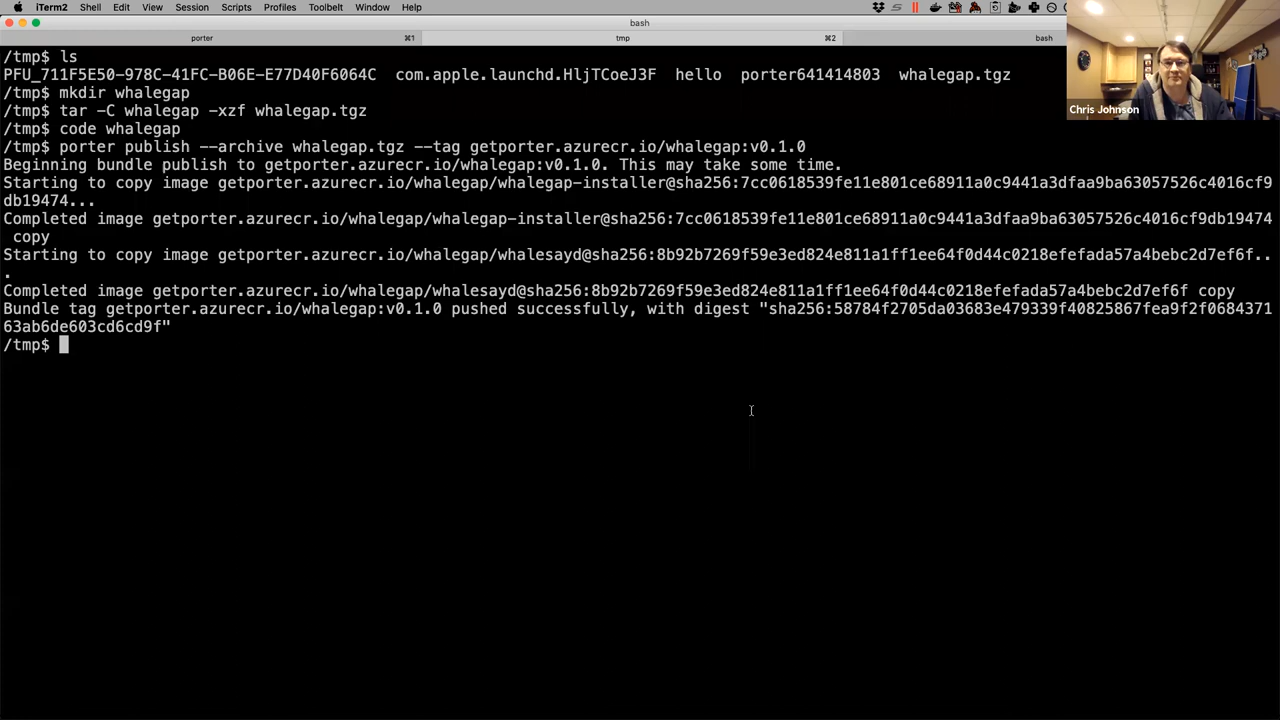 iTerm2 Shell Edit View Session Scripts Profiles Toolbelt Window Help
bash
porter ⌘1 tmp ⌘2 bash
/tmp$ ls
PFU_711F5E50-978C-41FC-B06E-E77D40F6064C com.apple.launchd.HljTCoeJ3F hello porter641414803 whalegap.tgz
/tmp$ mkdir whalegap
/tmp$ tar -C whalegap -xzf whalegap.tgz
/tmp$ code whalegap
/tmp$ porter publish --archive whalegap.tgz --tag getporter.azurecr.io/whalegap:v0.1.0
Beginning bundle publish to getporter.azurecr.io/whalegap:v0.1.0. This may take some time.
Starting to copy image getporter.azurecr.io/whalegap/whalegap-installer@sha256:7cc0618539fe11e801ce68911a0c9441a3dfaa9ba63057526c4016cf9
db19474...
Completed image getporter.azurecr.io/whalegap/whalegap-installer@sha256:7cc0618539fe11e801ce68911a0c9441a3dfaa9ba63057526c4016cf9db19474
copy
Starting to copy image getporter.azurecr.io/whalegap/whalesayd@sha256:8b92b7269f59e3ed824e811a1ff1ee64f0d44c0218efefada57a4bebc2d7ef6f..
.
Completed image getporter.azurecr.io/whalegap/whalesayd@sha256:8b92b7269f59e3ed824e811a1ff1ee64f0d44c0218efefada57a4bebc2d7ef6f copy
Bundle tag getporter.azurecr.io/whalegap:v0.1.0 pushed successfully, with digest "sha256:58784f2705da03683e479339f40825867fea9f2f0684371
63ab6de603cd6cd9f"
/tmp$
Chris Johnson